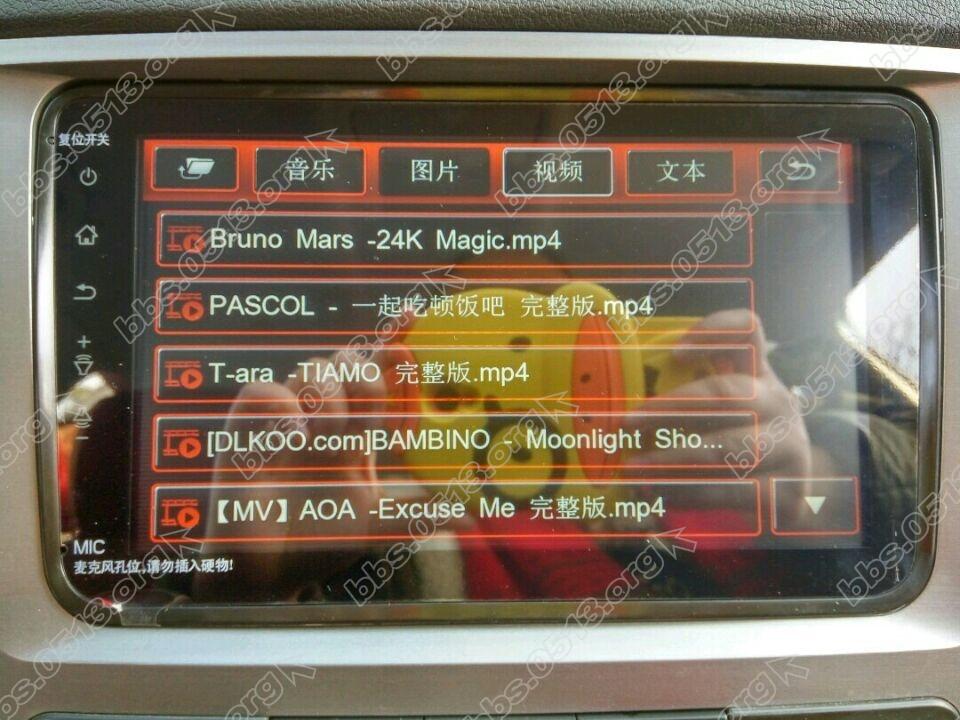 复位开关
音乐 图片 视频 文本
Bruno Mars -24K Magic.mp4
PASCOL - 一起吃顿饭吧 完整版.mp4
T-ara -TIAMO 完整版.mp4
[DLKOO.com]BAMBINO - Moonlight Sho...
【MV】AOA -Excuse Me 完整版.mp4
MIC
麦克风孔位,请勿插入硬物!
bbs.0513.org